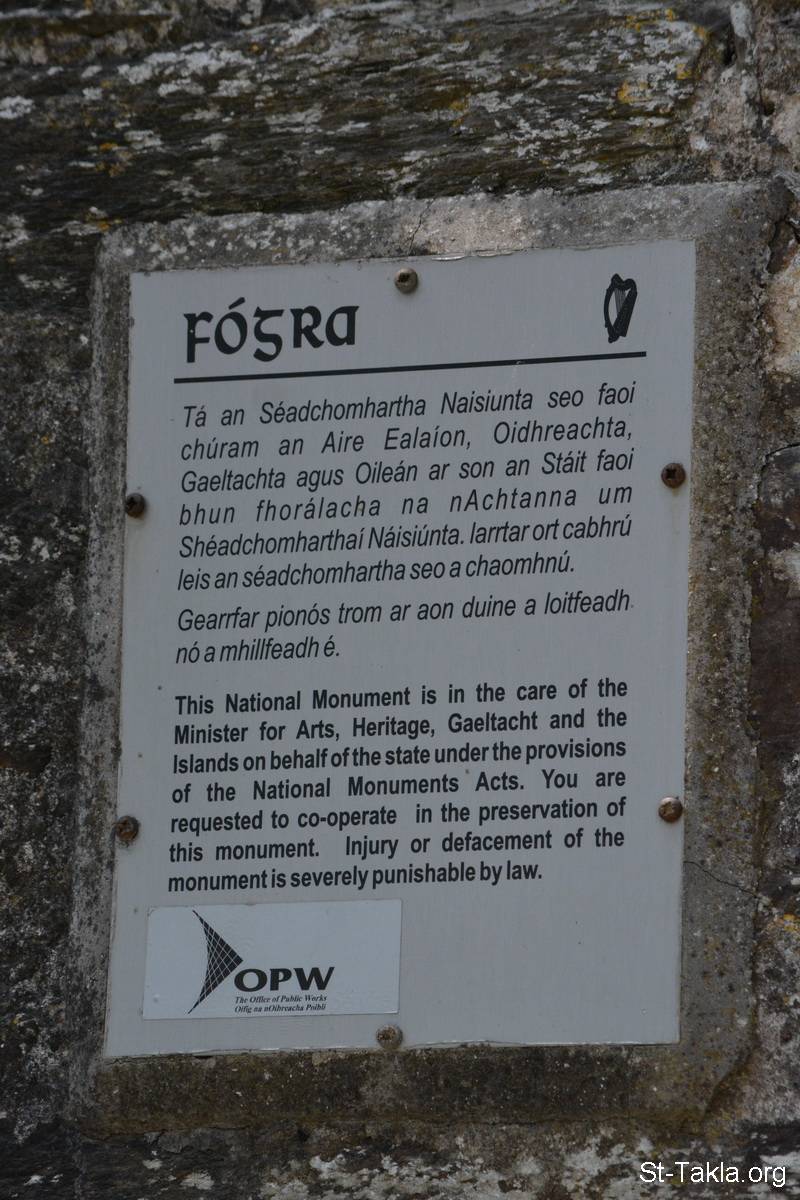 FÓGRA
Tá an Séadchomhartha Naisiunta seo faoi
chúram an Aire Ealaíon, Oidhreachta,
Gaeltachta agus Oileán ar son an Stáit faoi
bhun fhorálacha na nAchtanna um
Shéadchomharthaí Náisiúnta. Iarrtar ort cabhrú
leis an séadchomhartha seo a chaomhnú.
Gearrfar pionós trom ar aon duine a loitfeadh
nó a mhillfeadh é.
This National Monument is in the care of the
Minister for Arts, Heritage, Gaeltacht and the
Islands on behalf of the state under the provisions
of the National Monuments Acts. You are
requested to co-operate in the preservation of
this monument. Injury or defacement of the
monument is severely punishable by law.
OPW
The Office of Public Works
Oifig na nOibreacha Poiblí
St-Takla.org